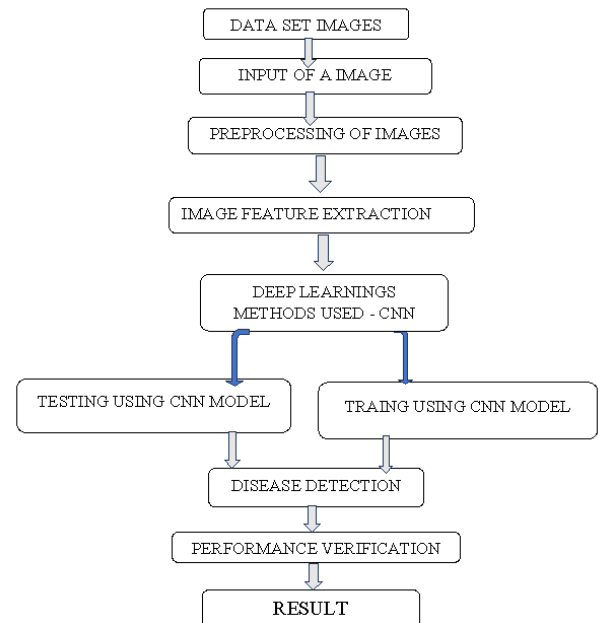 DATA SET IMAGES
INPUT OF A IMAGE
PREPROCESSING OF IMAGES
IMAGE FEATURE EXTRACTION
DEEP LEARNINGS
METHODS USED - CNN
TESTING USING CNN MODEL
TRAING USING CNN MODEL
DISEASE DETECTION
PERFORMANCE VERIFICATION
RESULT